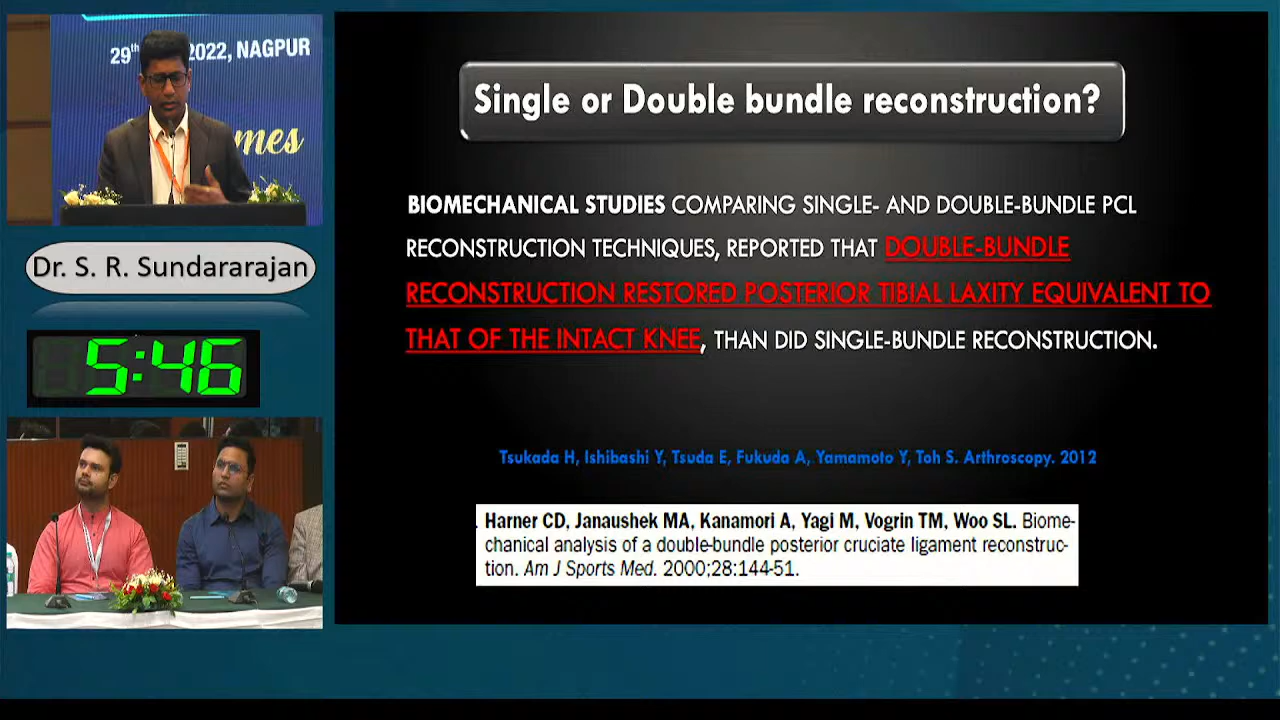 29th 2022, NAGPUR
mes
Dr. S. R. Sundararajan
5:46
Single or Double bundle reconstruction?
BIOMECHANICAL STUDIES COMPARING SINGLE- AND DOUBLE-BUNDLE PCL
RECONSTRUCTION TECHNIQUES, REPORTED THAT DOUBLE-BUNDLE
RECONSTRUCTION RESTORED POSTERIOR TIBIAL LAXITY EQUIVALENT TO
THAT OF THE INTACT KNEE, THAN DID SINGLE-BUNDLE RECONSTRUCTION.
Tsukada H, Ishibashi Y, Tsuda E, Fukuda A, Yamamoto Y, Toh S. Arthroscopy. 2012
. Harner CD, Janaushek MA, Kanamori A, Yagi M, Vogrin TM, Woo SL. Biome-
chanical analysis of a double-bundle posterior cruciate ligament reconstruc-
tion. Am J Sports Med. 2000;28:144-51.